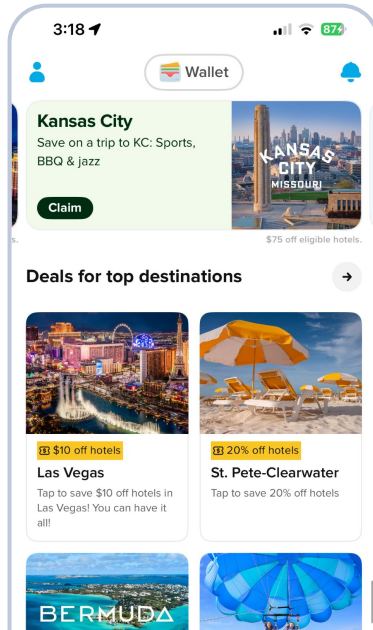 3:18
87
Wallet
Kansas City
Save on a trip to KC: Sports,
BBQ & jazz
Claim
KANSAS
CITY
MISSOURI
s.
$75 off eligible hotels.
Deals for top destinations
$10 off hotels
Las Vegas
Tap to save $10 off hotels in
Las Vegas! You can have it
all!
20% off hotels
St. Pete-Clearwater
Tap to save 20% off hotels
BERMUDA